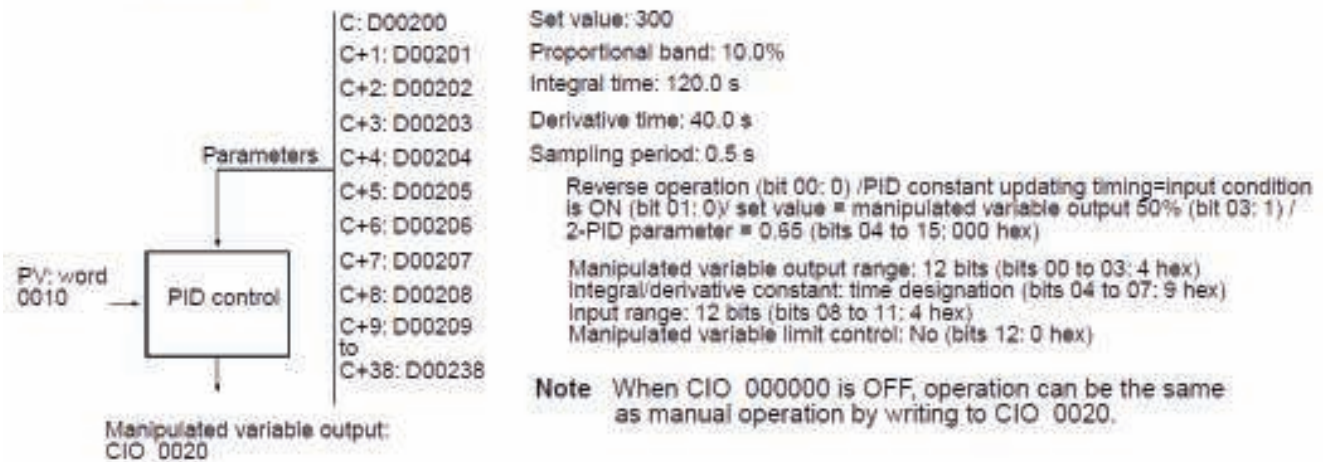 C: D00200
C+1: D00201
C+2: D00202
C+3: D00203
C+4: D00204
C+5: D00205
C+6: D00206
C+7: D00207
C+8: D00208
C+9: D00209
to
C+38: D00238
Parameters
PV: word
0010
PID control
Manipulated variable output:
CIO 0020
Set value: 300
Proportional band: 10.0%
Integral time: 120.0 s
Derivative time: 40.0 s
Sampling period: 0.5 s
Reverse operation (bit 00: 0) /PID constant updating timing=input condition
is ON (bit 01: 0)/ set value = manipulated variable output 50% (bit 03: 1) /
2-PID parameter = 0.65 (bits 04 to 15: 000 hex)
Manipulated variable output range: 12 bits (bits 00 to 03: 4 hex)
Integral/derivative constant: time designation (bits 04 to 07: 9 hex)
Input range: 12 bits (bits 08 to 11: 4 hex)
Manipulated variable limit control: No (bits 12: 0 hex)
Note When CIO 000000 is OFF, operation can be the same
as manual operation by writing to CIO 0020.